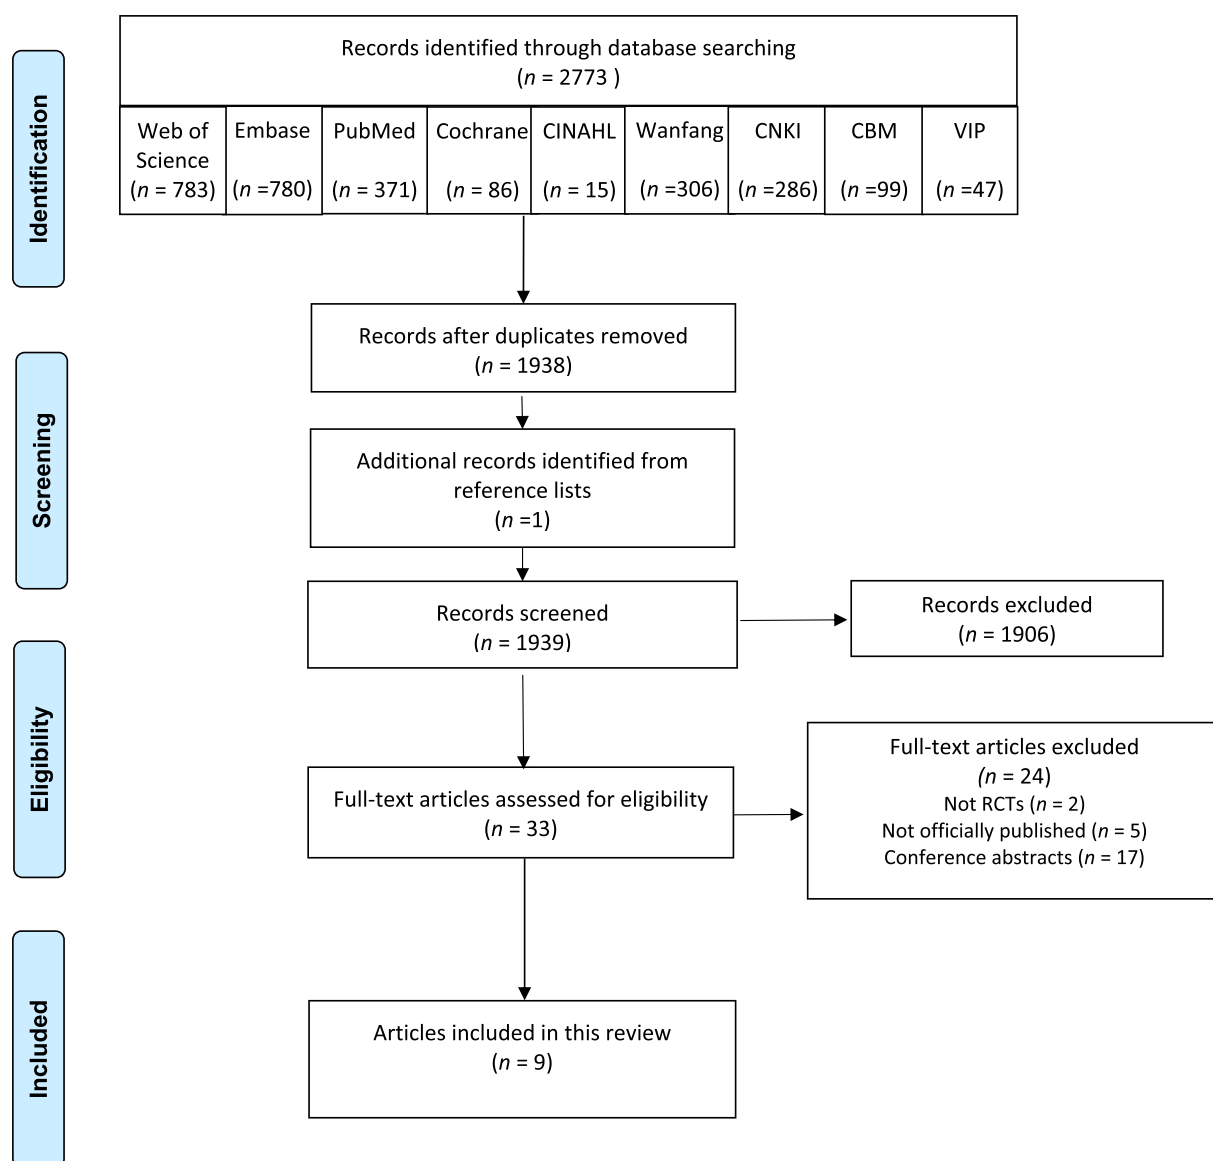 Identification
Records identified through database searching
(n = 2773 )
Web of
Science
(n = 783)
Embase
(n =780)
PubMed
(n = 371)
Cochrane
(n = 86)
CINAHL
(n = 15)
Wanfang
(n =306)
CNKI
(n =286)
CBM
(n =99)
VIP
(n =47)
Screening
Records after duplicates removed
(n = 1938)
Additional records identified from
reference lists
(n =1)
Records screened
(n = 1939)
Records excluded
(n = 1906)
Eligibility
Full-text articles assessed for eligibility
(n = 33)
Full-text articles excluded
(n = 24)
Not RCTs (n = 2)
Not officially published (n = 5)
Conference abstracts (n = 17)
Included
Articles included in this review
(n = 9)